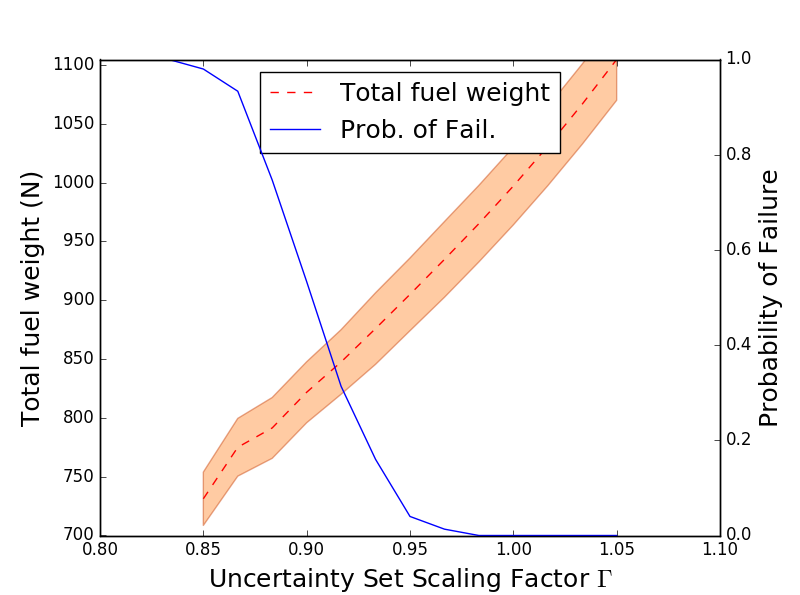 Total fuel weight
Prob. of Fail.
1100
1050
1000
950
900
850
800
750
700
Total fuel weight (N)
1.0
0.8
0.6
0.4
0.2
0.0
Probability of Failure
0.80 0.85 0.90 0.95 1.00 1.05 1.10
Uncertainty Set Scaling Factor Γ